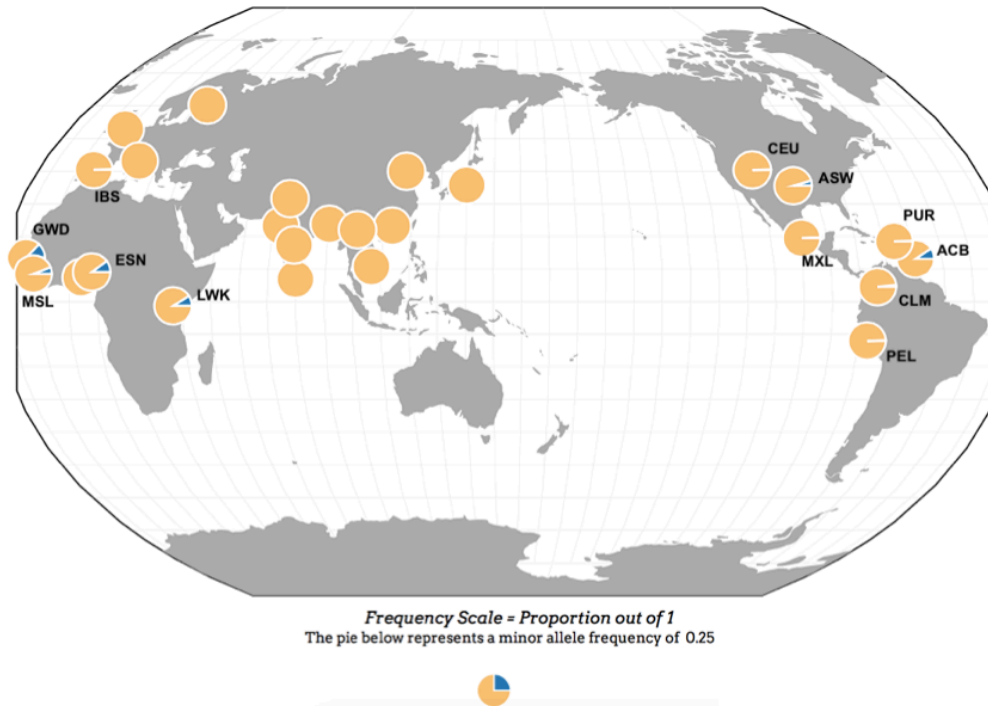 CEU
ASW
IBS
PUR
GWD
ACB
ESN
MXL
LWK
MSL
CLM
PEL
Frequency Scale = Proportion out of 1
The pie below represents a minor allele frequency of 0.25